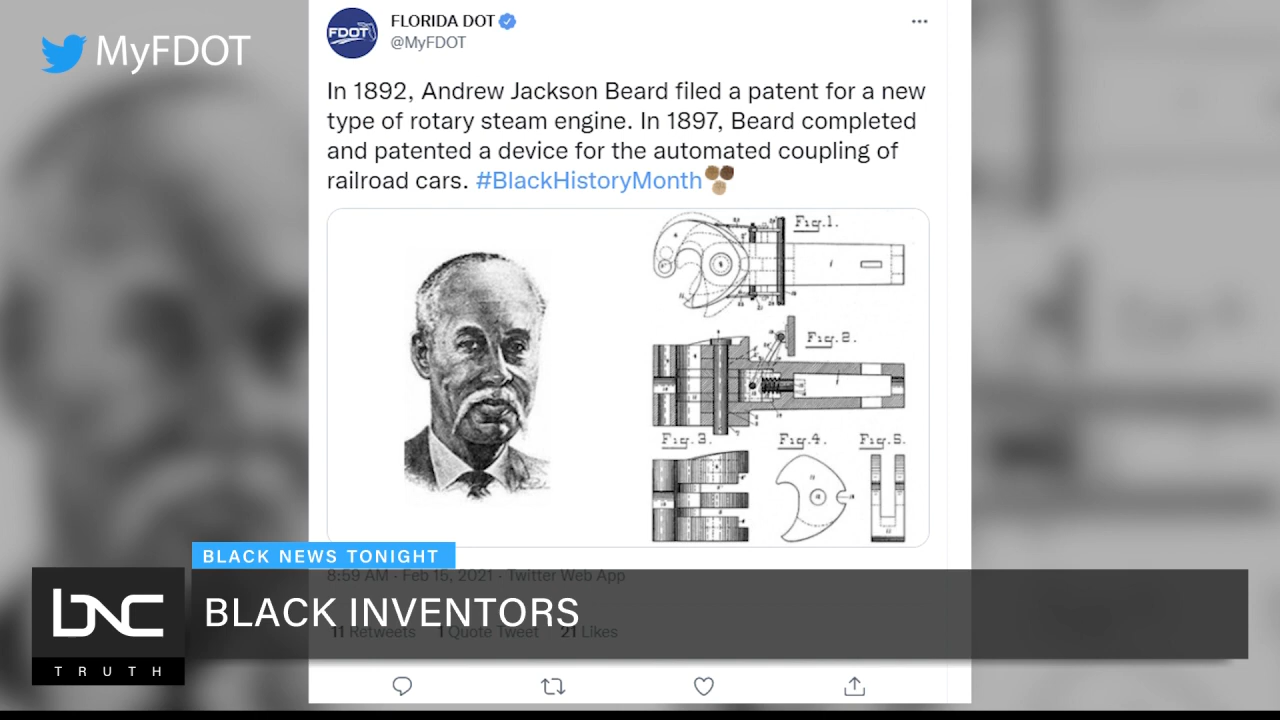 MyFDOT
FLORIDA DOT
FDOT
@MyFDOT
In 1892, Andrew Jackson Beard filed a patent for a new
type of rotary steam engine. In 1897, Beard completed
and patented a device for the automated coupling of
railroad cars. #BlackHistoryMonth
Fig.1.
Fig.2.
Fig.3.
Fig.4.
Fig.5.
BLACK NEWS TONIGHT
8:59 AM · Feb 15, 2021 · Twitter Web App
BNC
BLACK INVENTORS
11 Retweets 1 Quote Tweet 21 Likes
TRUTH